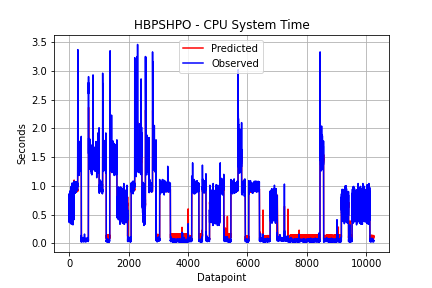 HBPSHPO - CPU System Time
Predicted
Observed
Seconds
3.5
3.0
2.5
2.0
1.5
1.0
0.5
0.0
0 2000 4000 6000 8000 10000
Datapoint